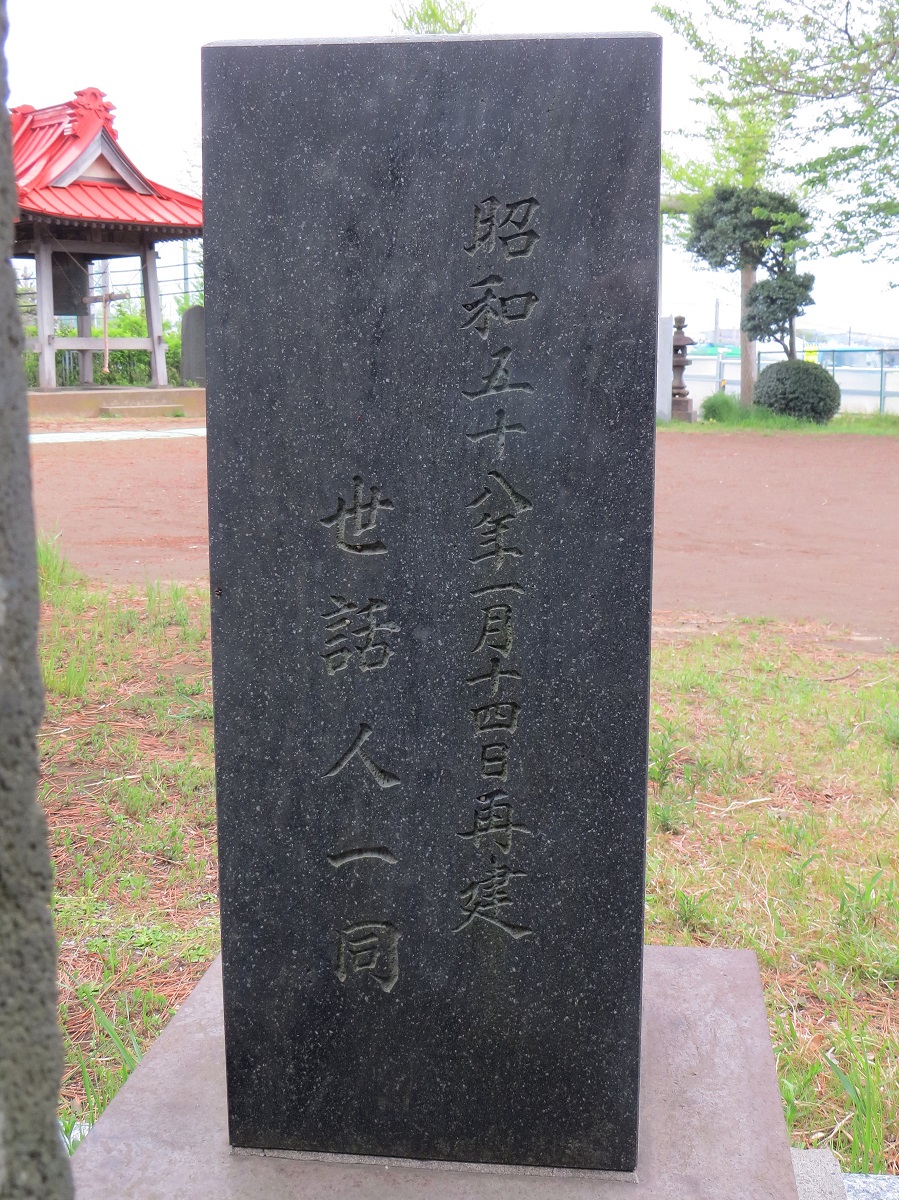 昭和五十八年一月十四日再建
世話人一同